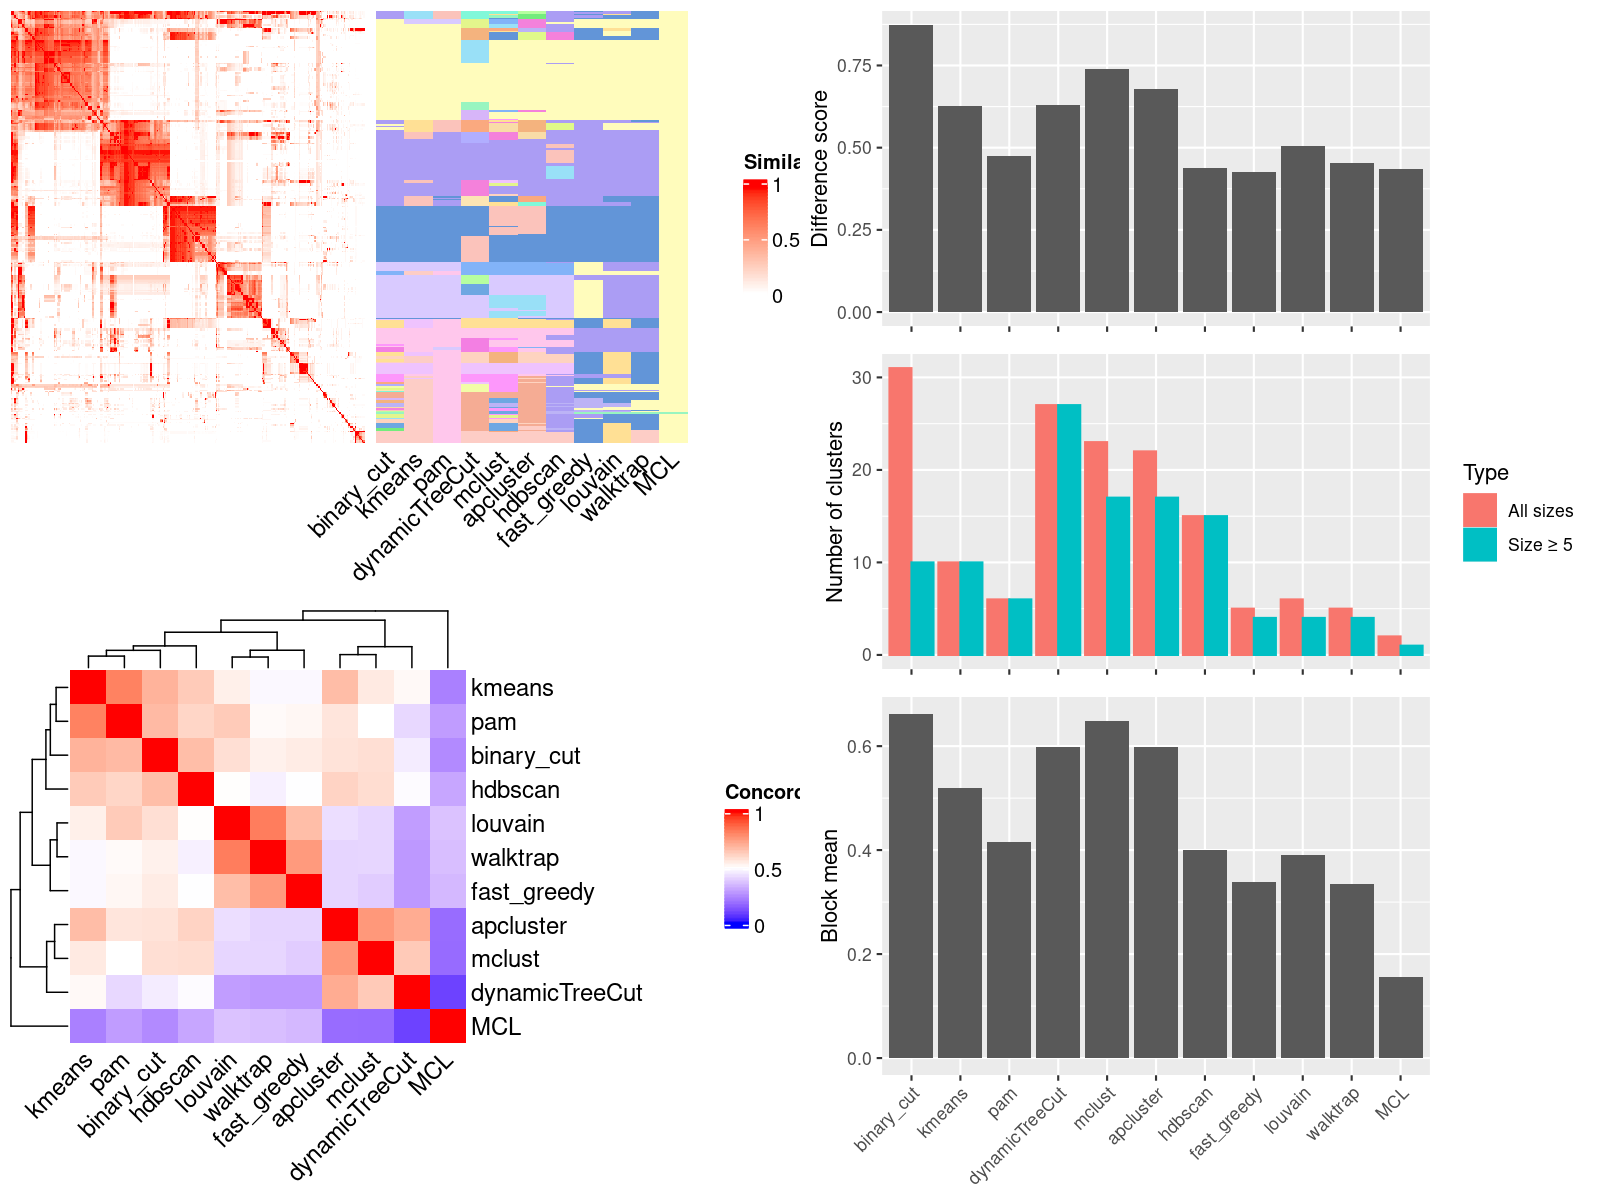 Simila
1
0.5
0
binary_cut
kmeans
pam
dynamicTreeCut
mclust
apcluster
hdbscan
fast_greedy
louvain
walktrap
MCL
kmeans
pam
binary_cut
hdbscan
louvain
walktrap
fast_greedy
apcluster
mclust
dynamicTreeCut
MCL
Concord
1
0.5
0
kmeans
pam
binary_cut
hdbscan
louvain
walktrap
fast_greedy
apcluster
mclust
dynamicTreeCut
MCL
Difference score
0.75
0.50
0.25
0.00
Number of clusters
30
20
10
0
Type
All sizes
Size ≥ 5
Block mean
0.6
0.4
0.2
0.0
binary_cut
kmeans
pam
dynamicTreeCut
mclust
apcluster
hdbscan
fast_greedy
louvain
walktrap
MCL